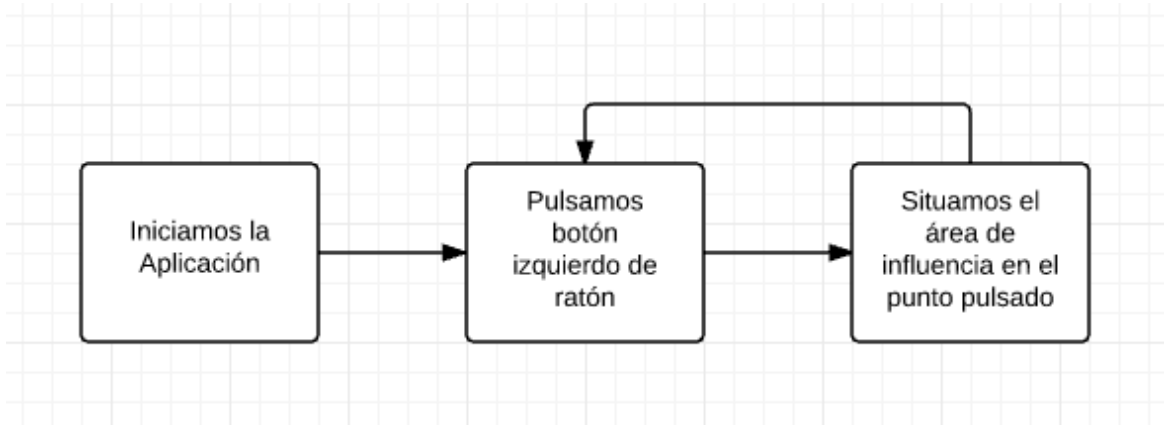 Iniciamos la
Aplicación
Pulsamos
botón
izquierdo de
ratón
Situamos el
área de
influencia en el
punto pulsado